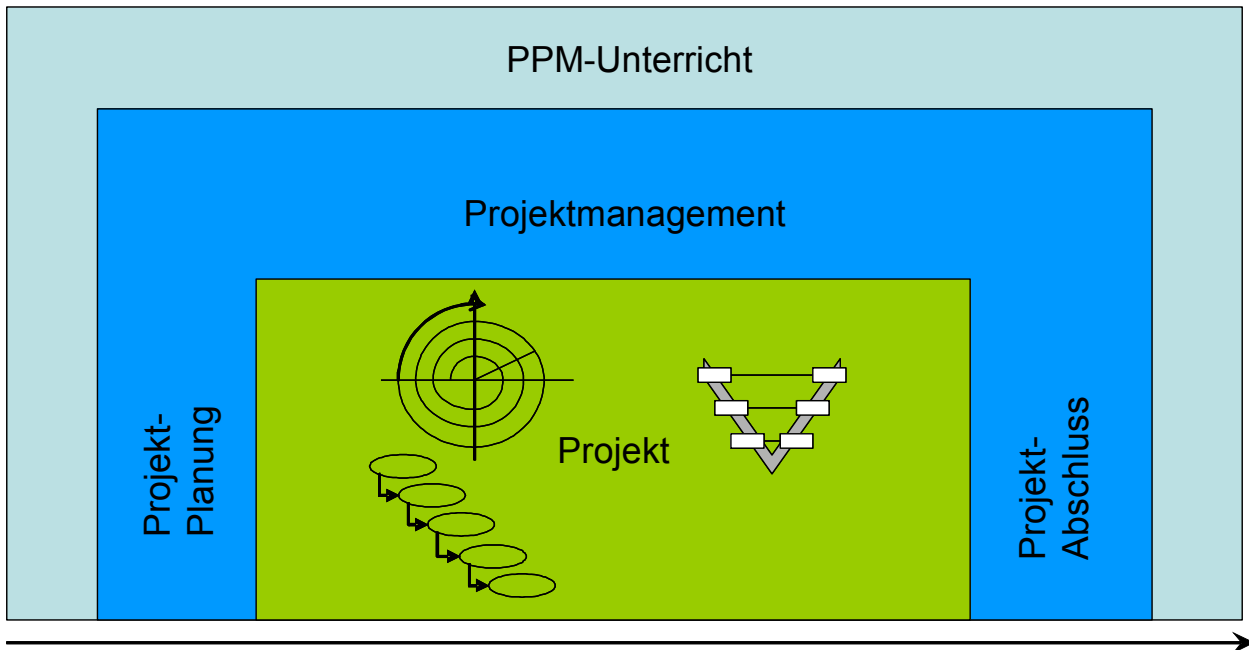 PPM-Unterricht
Projektmanagement
Projekt-
Planung
Projekt
Projekt-
Abschluss